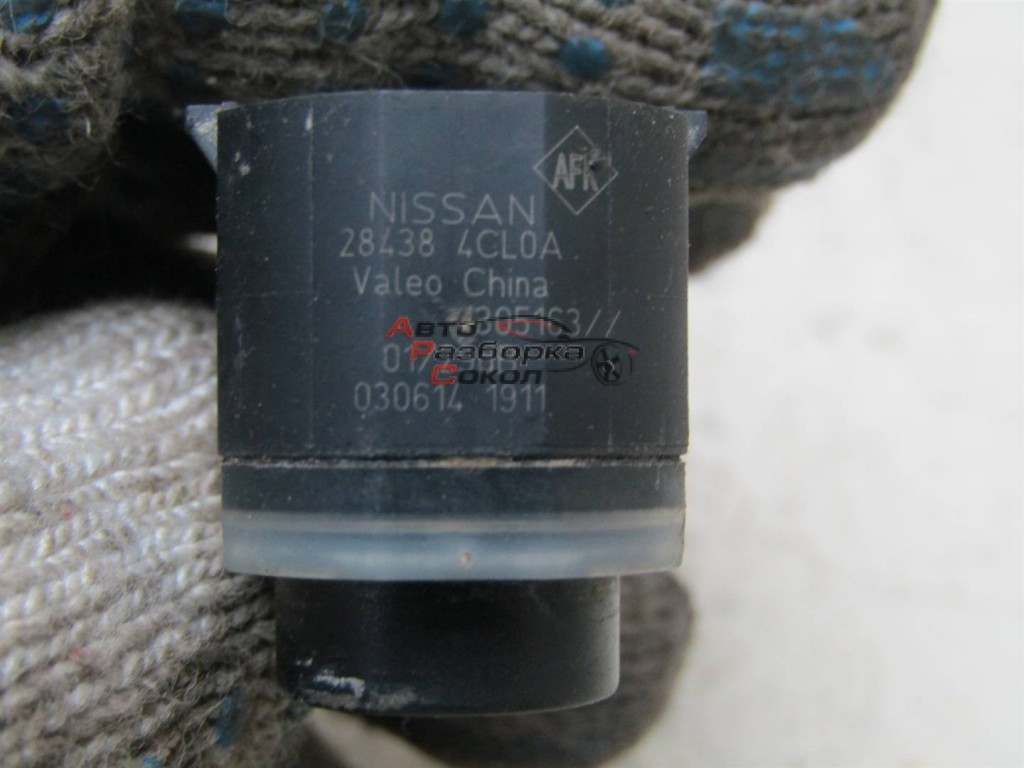 AFK
NISSAN
28438 4CL0A
Valeo China
Авто
Разборка
Сокол
030614 1911